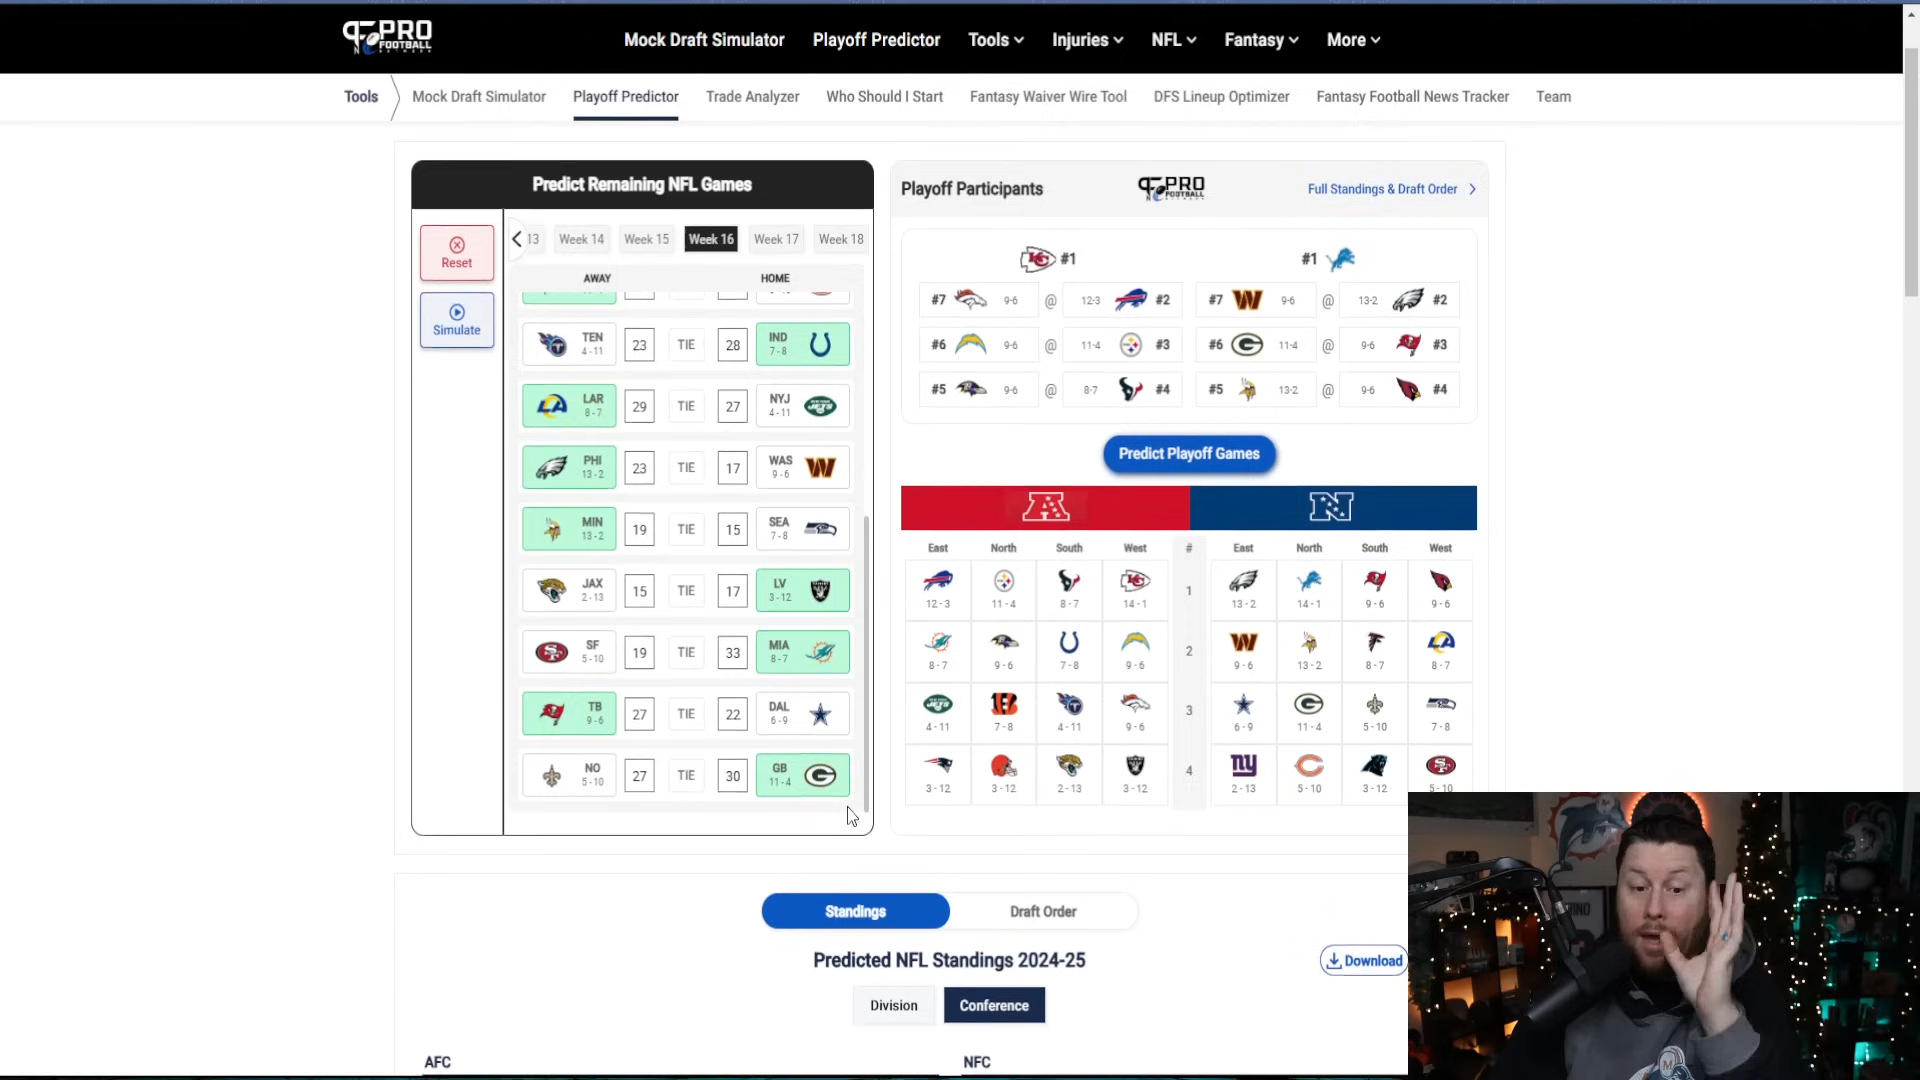 PRO FOOTBALL N
Mock Draft Simulator
Playoff Predictor
Tools
Injuries
NFL
Fantasy
More
Tools
Mock Draft Simulator
Playoff Predictor
Trade Analyzer
Who Should I Start
Fantasy Waiver Wire Tool
DFS Lineup Optimizer
Fantasy Football News Tracker
Team
Predict Remaining NFL Games
Reset
Simulate
13 Week 14 Week 15 Week 16 Week 17 Week 18
AWAY HOME
TEN 4-11 23 TIE 28 IND 7-8
LAR 8-7 29 TIE 27 NYJ 4-11
PHI 13-2 23 TIE 17 WAS 9-6
MIN 13-2 19 TIE 15 SEA 7-8
JAX 2-13 15 TIE 17 LV 3-12
SF 5-10 19 TIE 33 MIA 8-7
TB 9-6 27 TIE 22 DAL 6-9
NO 5-10 27 TIE 30 GB 11-4
Playoff Participants
PRO FOOTBALL N
Full Standings & Draft Order
#1 #1
#7 9-6 @ 12-3 #2 #7 W 9-6 @ 13-2 #2
#6 9-6 @ 11-4 #3 #6 G 11-4 @ 9-6 #3
#5 9-6 @ 8-7 #4 #5 13-2 @ 9-6 #4
Predict Playoff Games
A N
East North South West # East North South West
12-3 11-4 8-7 14-1 1 13-2 14-1 9-6 9-6
8-7 9-6 7-8 9-6 2 9-6 13-2 8-7 8-7
4-11 7-8 4-11 9-6 3 6-9 11-4 5-10 7-8
3-12 3-12 2-13 3-12 4 2-13 5-10 3-12 5-10
Standings
Draft Order
Predicted NFL Standings 2024-25
Download
Division
Conference
AFC
NFC